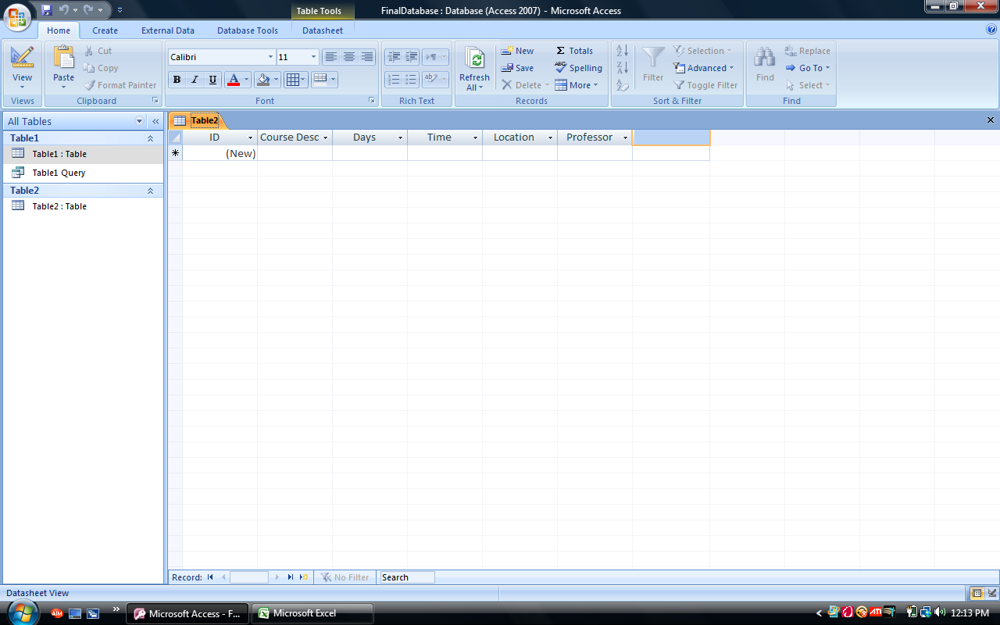 Table Tools
FinalDatabase : Database (Access 2007) - Microsoft Access
Home Create External Data Database Tools Datasheet
View
Views
Paste
Cut
Copy
Format Painter
Clipboard
Calibri 11
B I U A
Font
Rich Text
Refresh
All
New
Save
Delete
Σ Totals
ABC Spelling
More
Records
Filter
Selection
Advanced
Toggle Filter
Sort & Filter
Find
Replace
Go To
Select
Find
All Tables
Table1
Table1 : Table
Table1 Query
Table2
Table2 : Table
Table2
ID Course Desc Days Time Location Professor
(New)
Record: No Filter Search
Datasheet View
AIM
Microsoft Access - F...
Microsoft Excel
ATI
12:13 PM